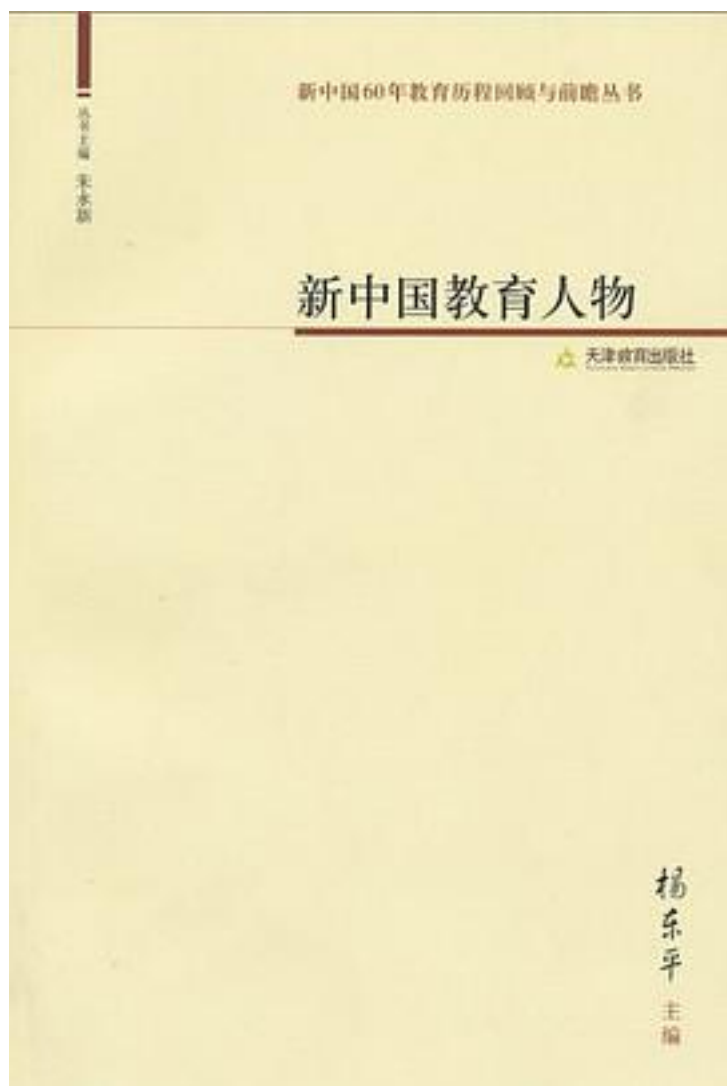 新中国60年教育历程回顾与前瞻丛书
丛书主编 朱永新
新中国教育人物
天津教育出版社
杨东平 主编